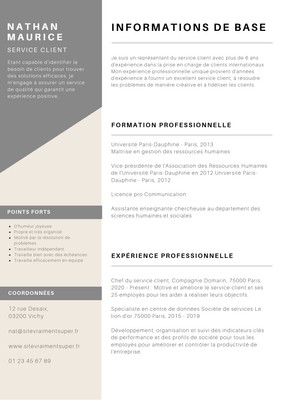 NATHAN
MAURICE
SERVICE CLIENT
Étant capable d'identifier le
besoin de clients pour trouver
des solutions efficaces, je
m'engage à assurer un service
de qualité qui garantit une
expérience positive.
POINTS FORTS
D'humeur joyeuse
Propre et très organisé
Motivé par la résolution de
problèmes
Travailleur indépendant
Travaille bien avec des échéances
Travaille efficacement en équipe
COORDONNÉES
12 rue Desaix,
03200 Vichy
nat@sitevraimentsuper.fr
www.sitevraimentsuper.fr
01 23 45 67 89
INFORMATIONS DE BASE
Je suis un représentant du service client avec plus de 6 ans
d'expérience dans la prise en charge de clients internationaux.
Mon expérience professionnelle unique provient d'années
d'expérience à fournir un excellent service client, à résoudre
les problèmes de manière créative et à fidéliser les clients.
FORMATION PROFESSIONNELLE
Université Paris-Dauphine - Paris, 2013
Maîtrise en gestion des ressources humaines
Vice-présidente de l'Association des Ressources Humaines
de l'Université Paris-Dauphine en 2012 Université Paris-
Dauphine - Paris, 2012
Licence pro Communication
Assistante enseignante-chercheuse au département des
sciences humaines et sociales
EXPÉRIENCE PROFESSIONNELLE
Chef du service client, Compagnie Domarin, 75000 Paris,
2020 - Présent : Motive et améliore le service client et ses
25 employés pour les aider à réaliser leurs objectifs.
Spécialiste en centre de données Société de services Le
lion d'or 75000 Paris, 2015 - 2019
Développement, organisation et suivi des indicateurs clés
de performance et des profils de société pour tous les
employés pour améliorer et contrôler la productivité de
l'entreprise.